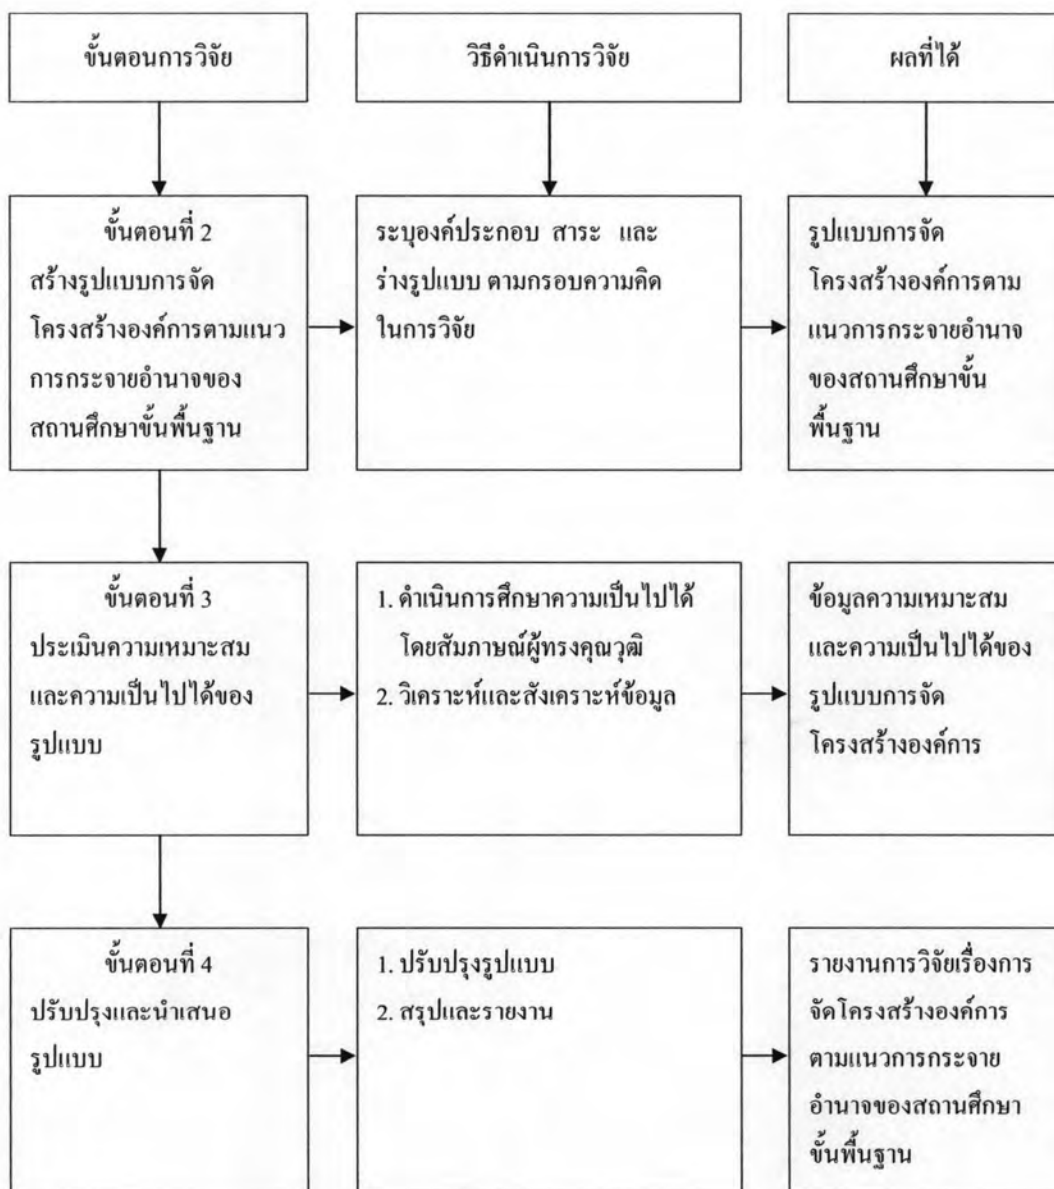 ขั้นตอนการวิจัย
วิธีดำเนินการวิจัย
ผลที่ได้
ขั้นตอนที่ 2
สร้างรูปแบบการจัด
โครงสร้างองค์การตามแนว
การกระจายอำนาจของ
สถานศึกษาขั้นพื้นฐาน
ระบุองค์ประกอบ สาระ และ
ร่างรูปแบบ ตามกรอบความคิด
ในการวิจัย
รูปแบบการจัด
โครงสร้างองค์การตาม
แนวการกระจายอำนาจ
ของสถานศึกษาขั้น
พื้นฐาน
ขั้นตอนที่ 3
ประเมินความเหมาะสม
และความเป็นไปได้ของ
รูปแบบ
1. ดำเนินการศึกษาความเป็นไปได้
โดยสัมภาษณ์ผู้ทรงคุณวุฒิ
2. วิเคราะห์และสังเคราะห์ข้อมูล
ข้อมูลความเหมาะสม
และความเป็นไปได้ของ
รูปแบบการจัด
โครงสร้างองค์การ
ขั้นตอนที่ 4
ปรับปรุงและนำเสนอ
รูปแบบ
1. ปรับปรุงรูปแบบ
2. สรุปและรายงาน
รายงานการวิจัยเรื่องการ
จัดโครงสร้างองค์การ
ตามแนวการกระจาย
อำนาจของสถานศึกษา
ขั้นพื้นฐาน